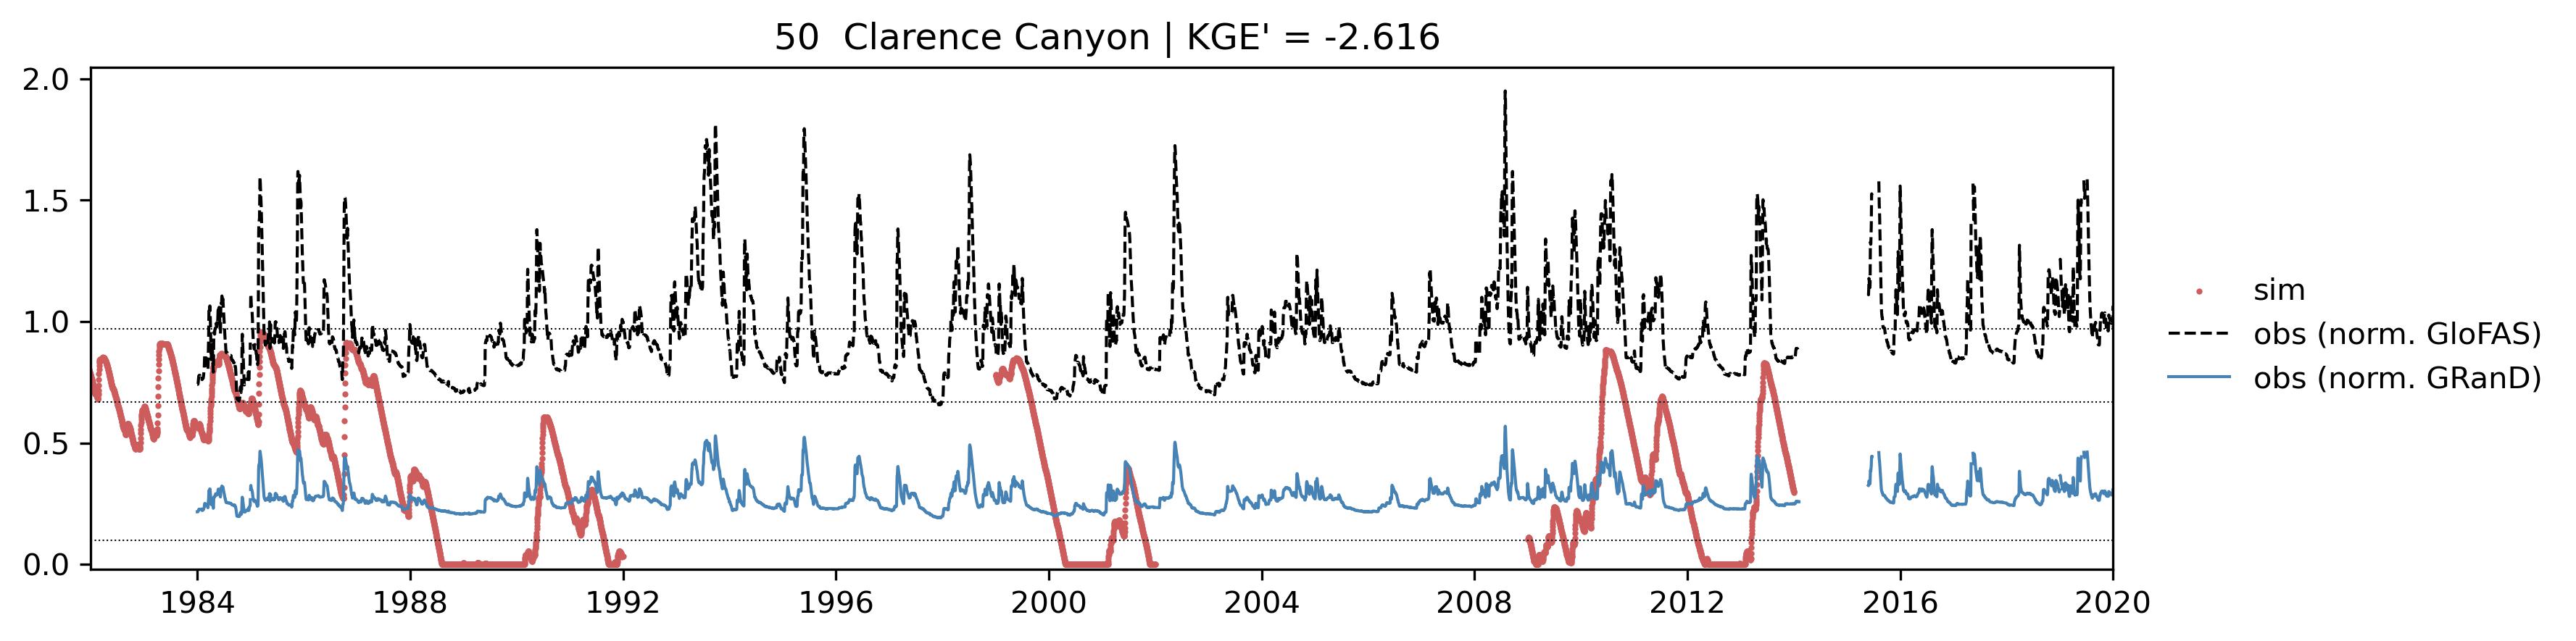 50  Clarence Canyon | KGE' = -2.616
2.0
1.5
1.0
0.5
0.0
1984 1988 1992 1996 2000 2004 2008 2012 2016 2020
sim
obs (norm. GloFAS)
obs (norm. GRanD)